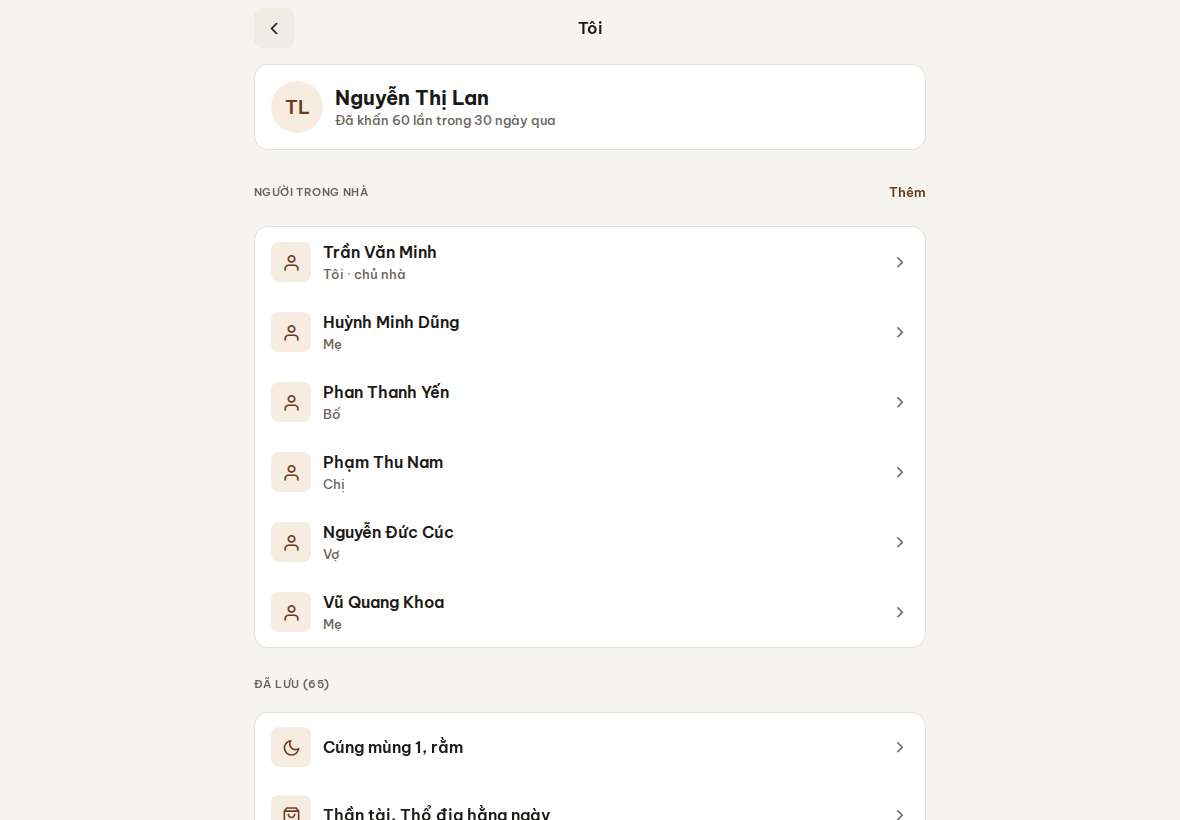 Tôi
TL
Nguyễn Thị Lan
Đã khấn 60 lần trong 30 ngày qua
NGƯỜI TRONG NHÀ
Thêm
Trần Văn Minh
Tôi · chủ nhà
Huỳnh Minh Dũng
Mẹ
Phan Thanh Yến
Bố
Phạm Thu Nam
Chị
Nguyễn Đức Cúc
Vợ
Vũ Quang Khoa
Mẹ
ĐÃ LƯU (65)
Cúng mùng 1, rằm
Thần tài, Thổ địa hằng ngày